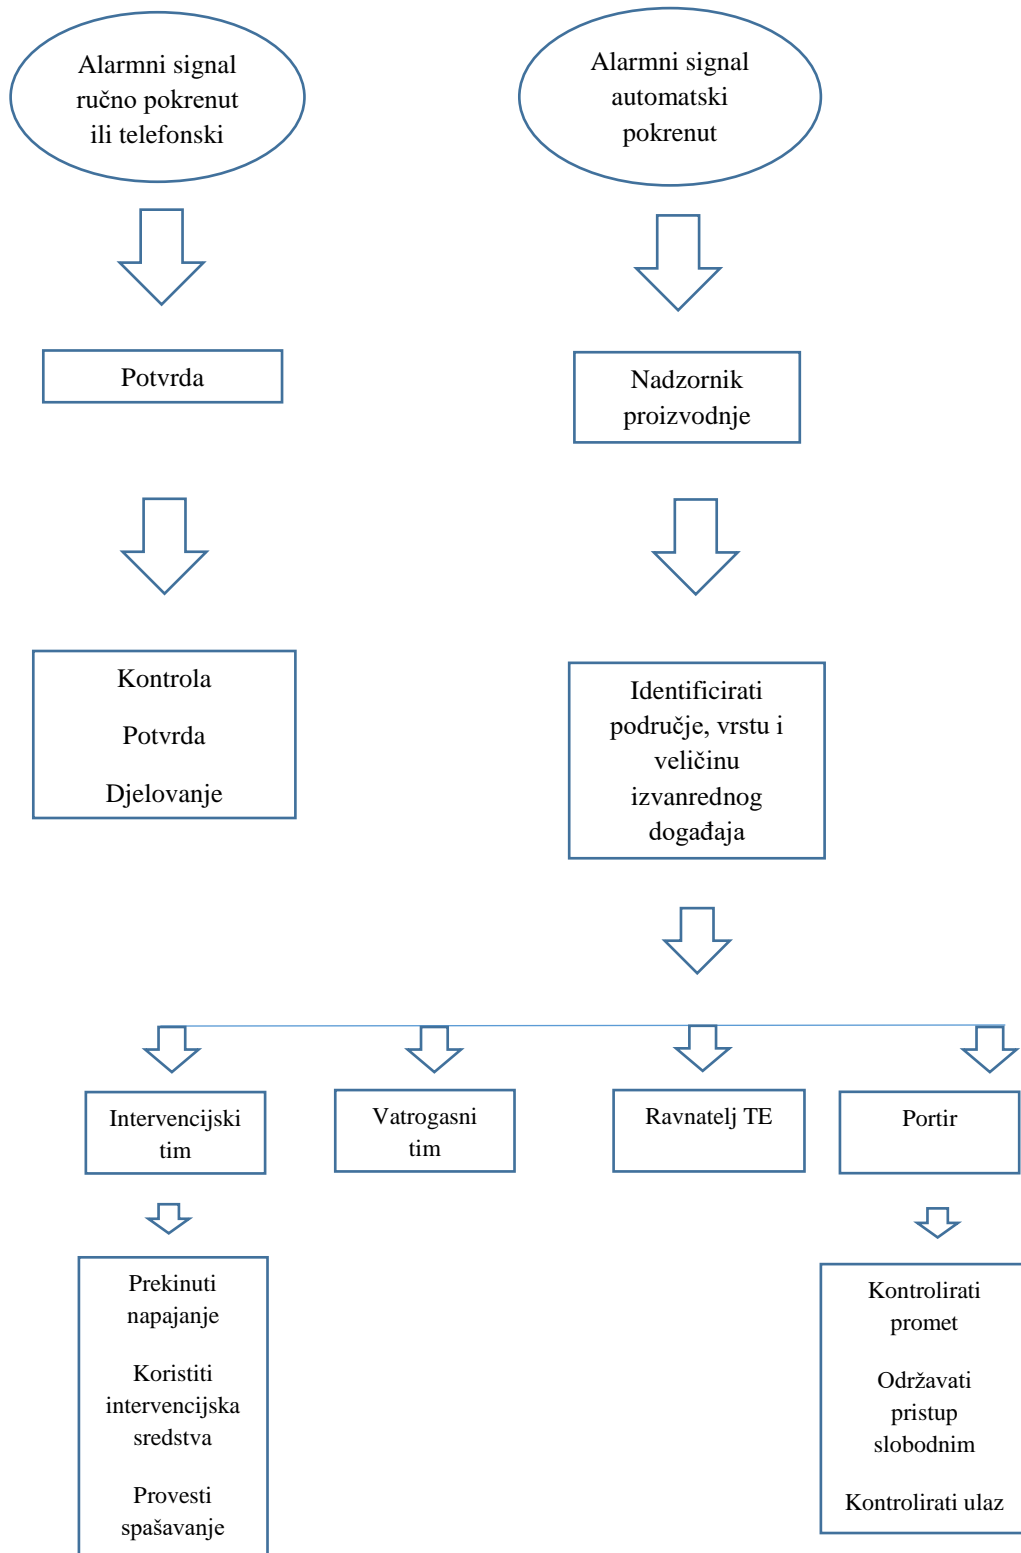 Alarmni signal
ručno pokrenut
ili telefonski
Alarmni signal
automatski
pokrenut
Potvrda
Nadzornik
proizvodnje
Kontrola
Potvrda
Djelovanje
Identificirati
područje, vrstu i
veličinu
izvanrednog
događaja
Intervencijski
tim
Vatrogasni
tim
Ravnatelj TE
Portir
Prekinuti
napajanje
Koristiti
intervencijska
sredstva
Provesti
spašavanje
Kontrolirati
promet
Održavati
pristup
slobodnim
Kontrolirati ulaz